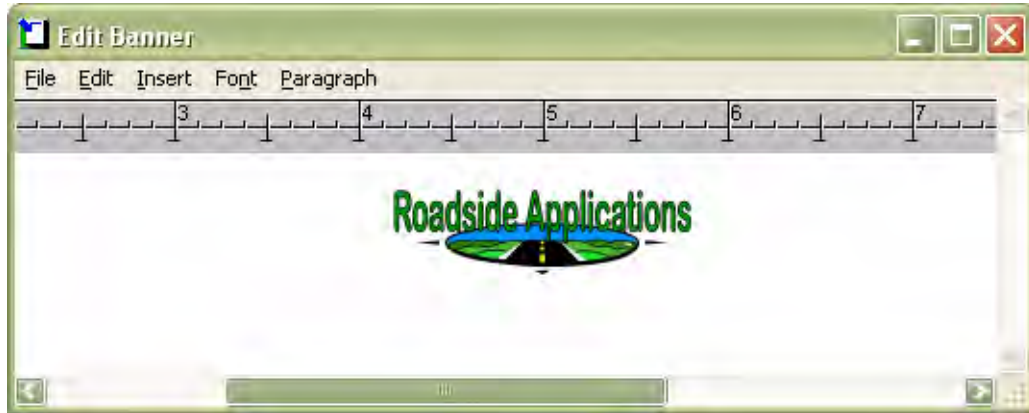 Edit Banner
File Edit Insert Font Paragraph
3 4 5 6 7
Roadside Applications